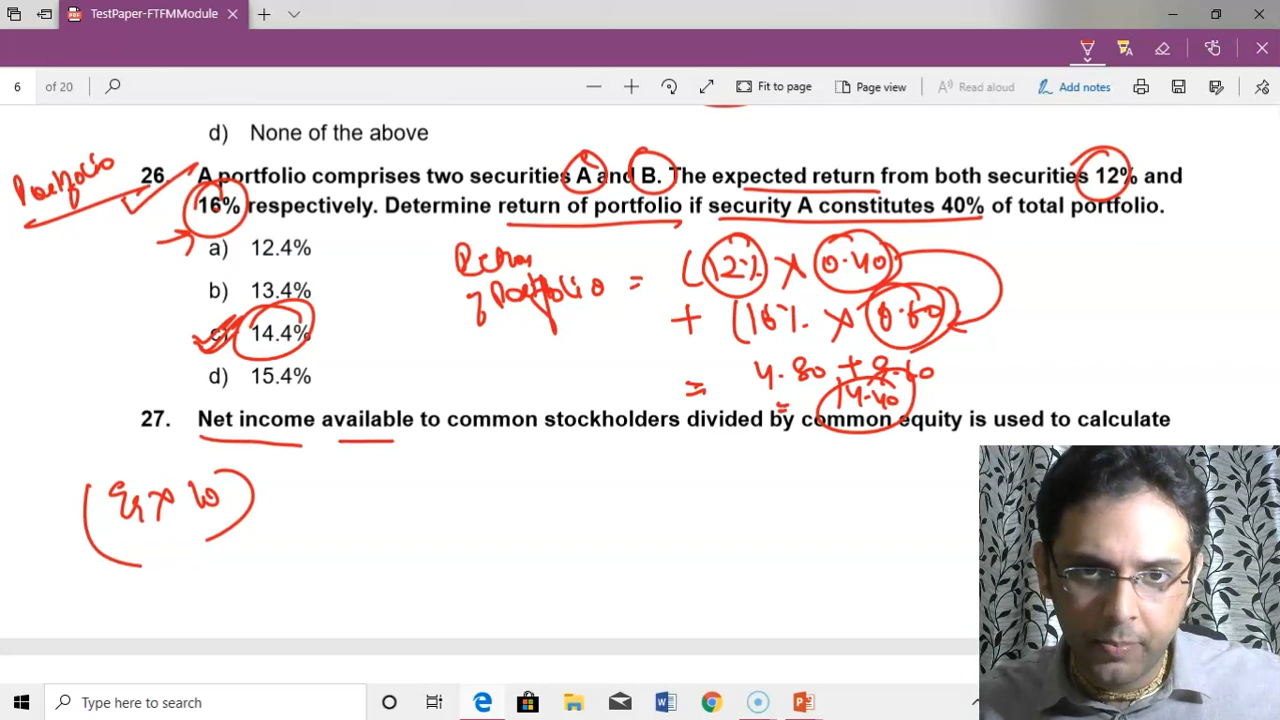 TestPaper-FTFMModule
6 of 20
Fit to page
Page view
Read aloud
Add notes
d) None of the above
Portfolio
26. A portfolio comprises two securities A and B. The expected return from both securities 12% and
16% respectively. Determine return of portfolio if security A constitutes 40% of total portfolio.
a) 12.4%
b) 13.4%
c) 14.4%
d) 15.4%
Return
of Portfolio = (12% × 0.40)
+ (16% × 0.60)
= 4.80 + 9.60
= 14.40
27. Net income available to common stockholders divided by common equity is used to calculate
Type here to search